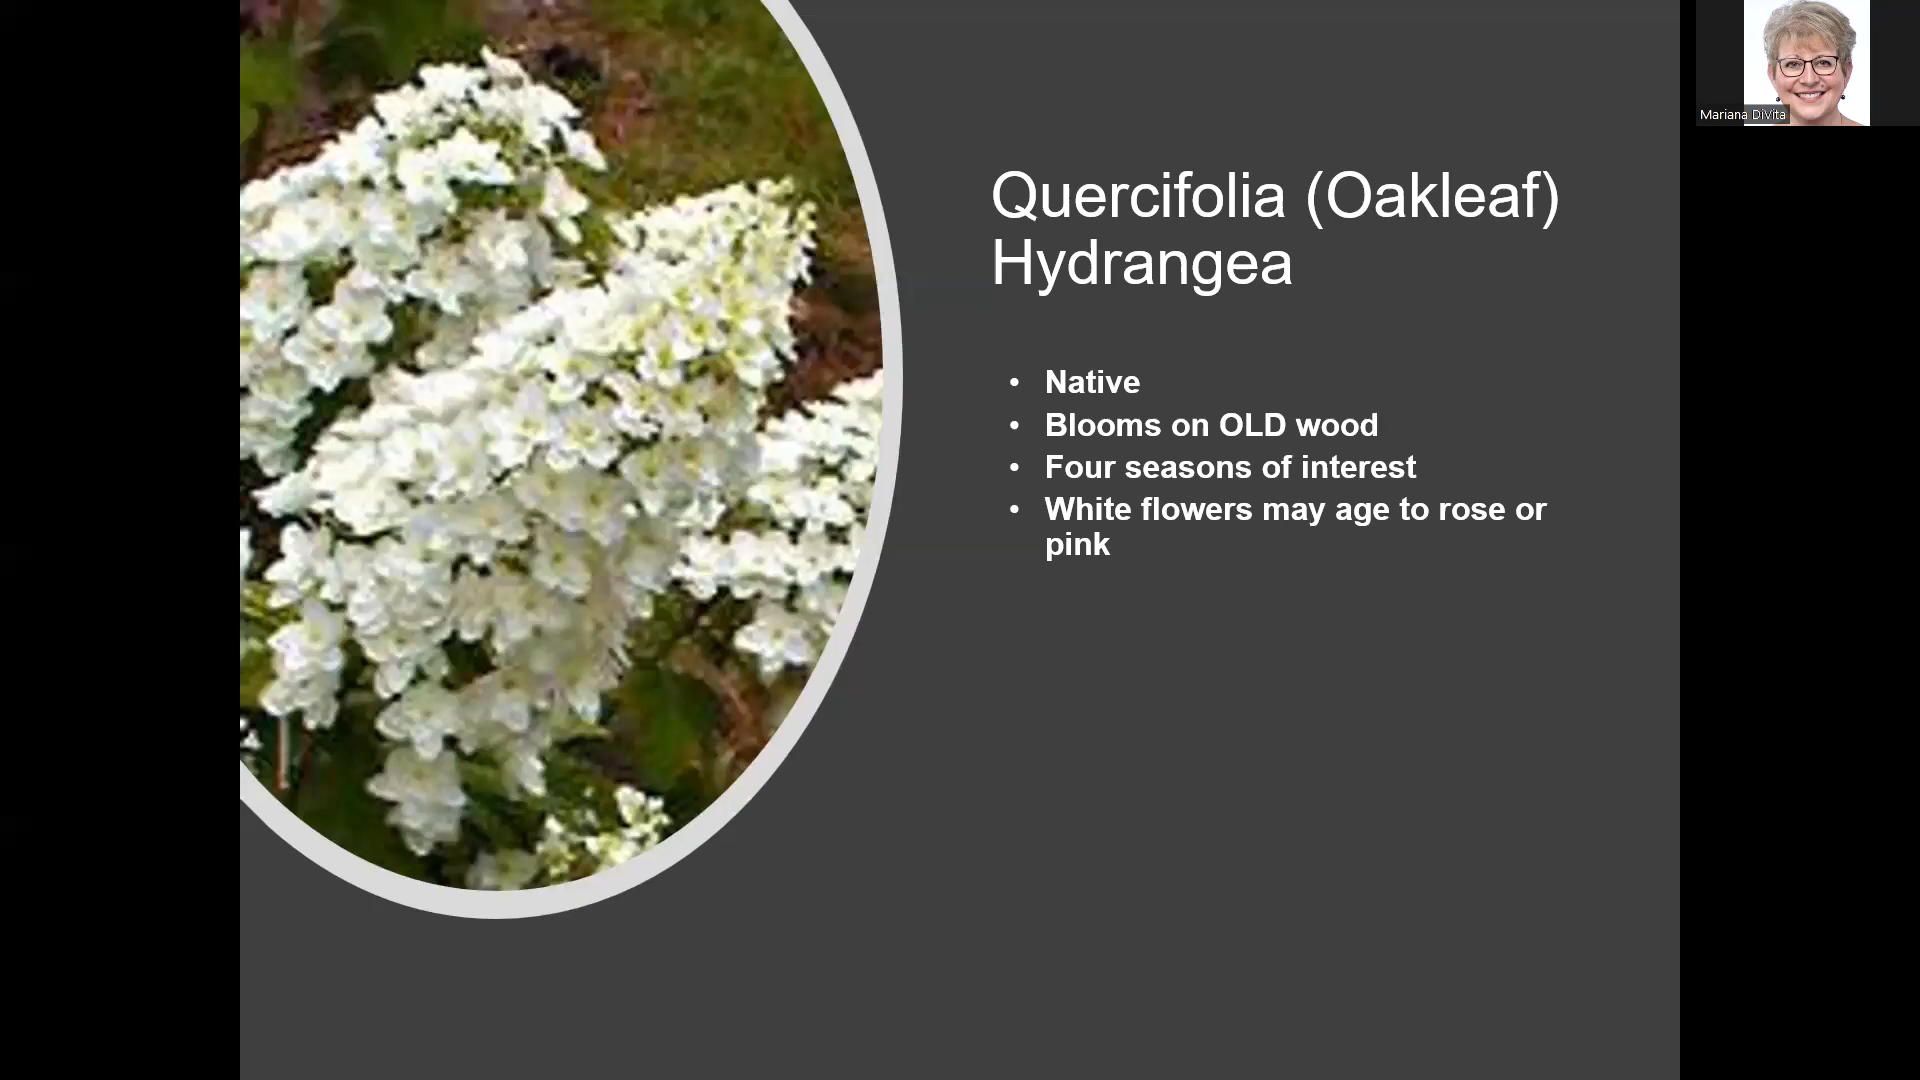 Mariana DiVita
Quercifolia (Oakleaf)
Hydrangea
• Native
• Blooms on OLD wood
• Four seasons of interest
• White flowers may age to rose or
pink